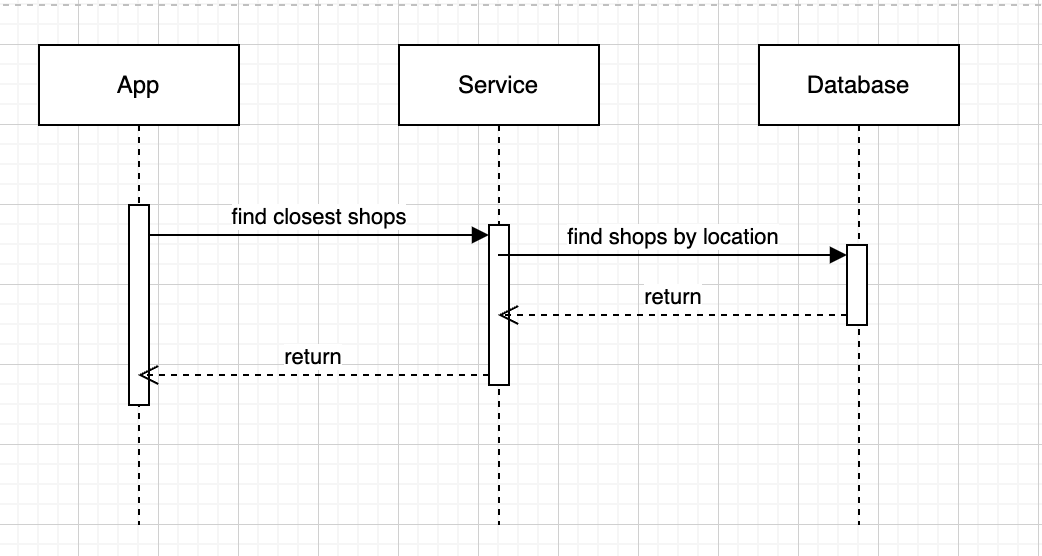 App
Service
Database
find closest shops
find shops by location
return
return